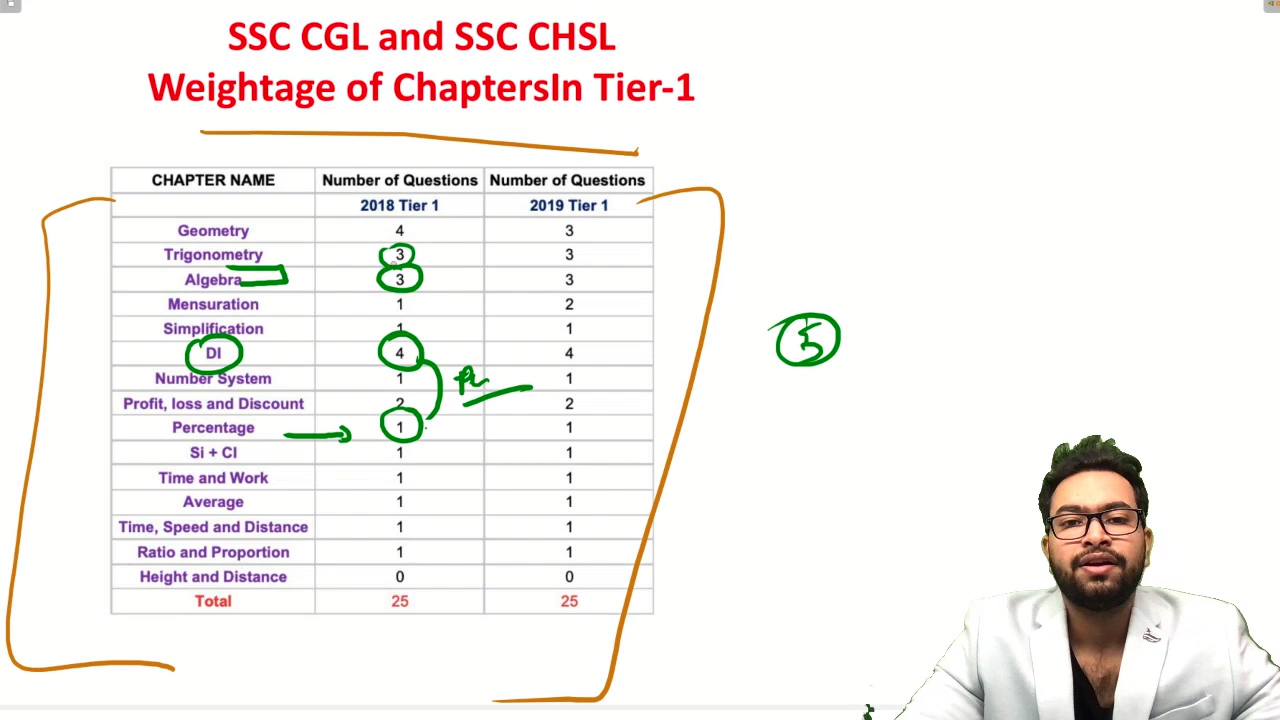 SSC CGL and SSC CHSL
Weightage of ChaptersIn Tier-1
CHAPTER NAME Number of Questions Number of Questions
2018 Tier 1 2019 Tier 1
Geometry 4 3
Trigonometry 3 3
Algebra 3 3
Mensuration 1 2
Simplification 1 1
DI 4 4
Number System 1 1
Profit, loss and Discount 2 2
Percentage 1 1
Si + CI 1 1
Time and Work 1 1
Average 1 1
Time, Speed and Distance 1 1
Ratio and Proportion 1 1
Height and Distance 0 0
Total 25 25
5